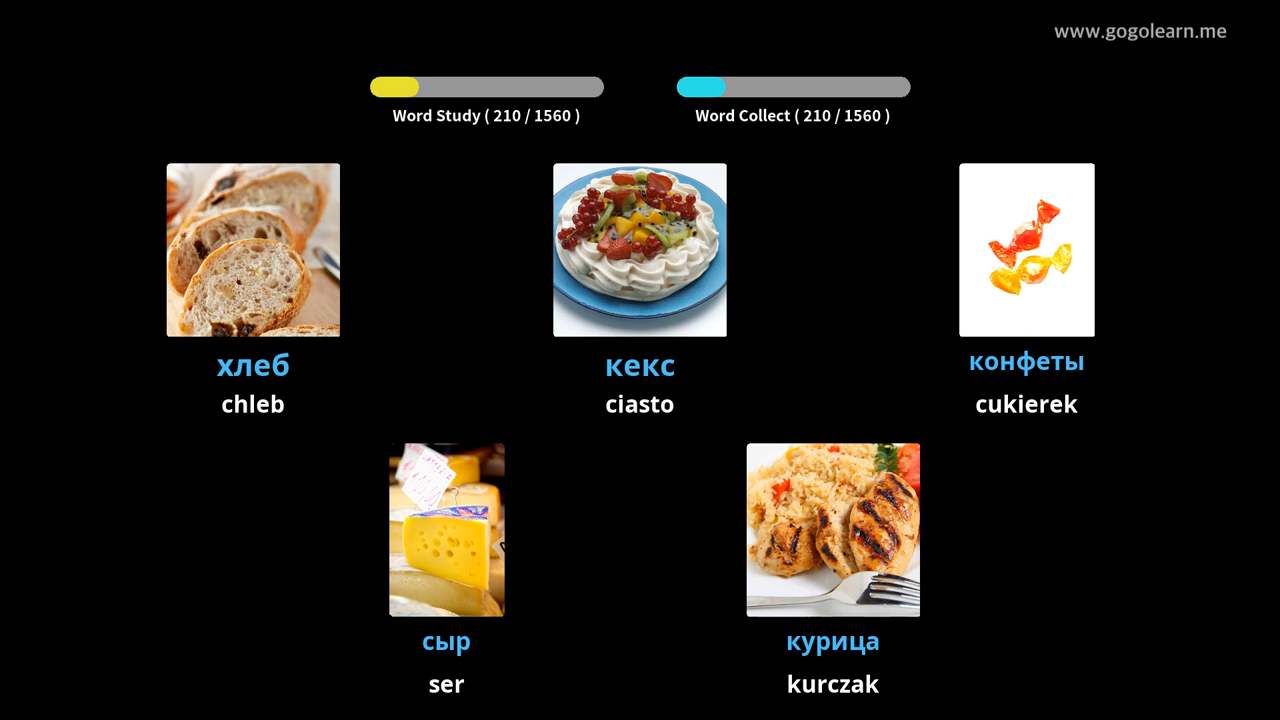 www.gogolearn.me
Word Study ( 210 / 1560 )
Word Collect ( 210 / 1560 )
хлеб
кекс
конфеты
chleb
ciasto
cukierek
сыр
курица
ser
kurczak